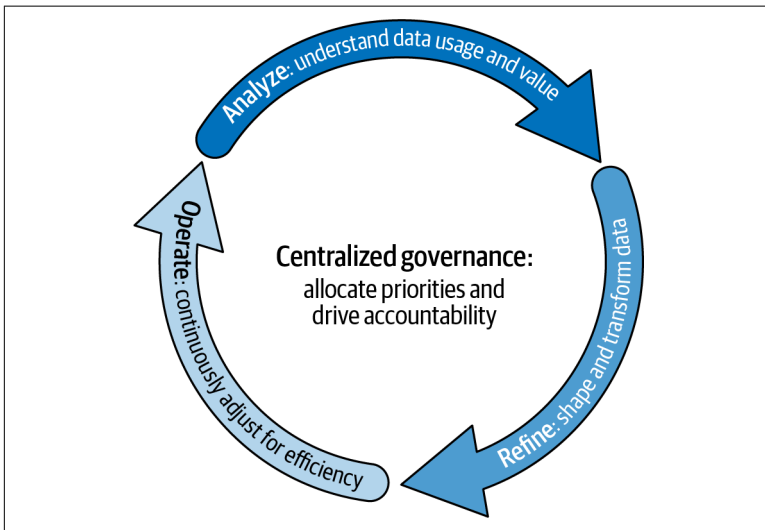 Analyze: understand data usage and value
Refine: shape and transform data
Operate: continuously adjust for efficiency
Centralized governance:
allocate priorities and
drive accountability